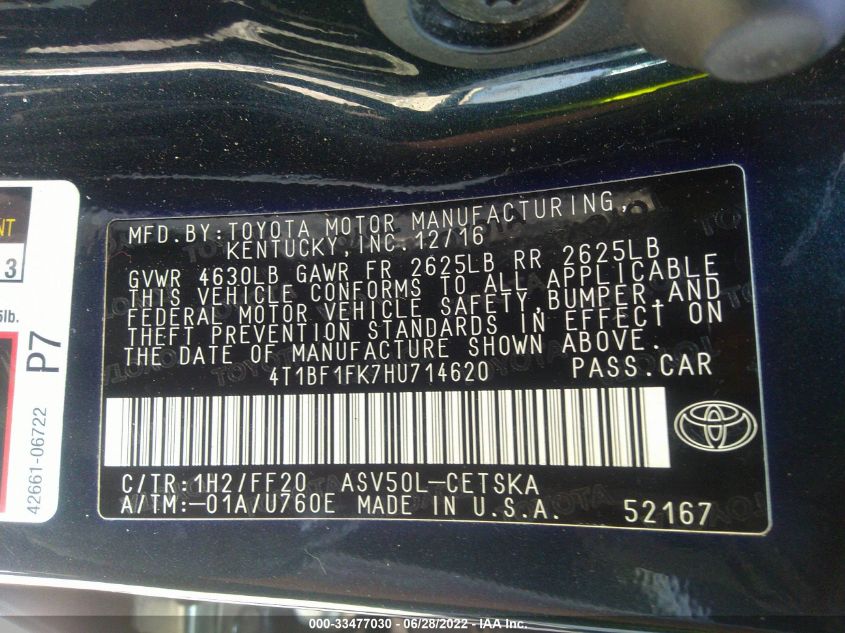 MFD. BY: TOYOTA MOTOR MANUFACTURING,
KENTUCKY, INC. 12/16
GVWR 4630LB GAWR FR 2625LB RR 2625LB
THIS VEHICLE CONFORMS TO ALL APPLICABLE
FEDERAL MOTOR VEHICLE SAFETY, BUMPER, AND
THEFT PREVENTION STANDARDS IN EFFECT ON
THE DATE OF MANUFACTURE SHOWN ABOVE.
4T1BF1FK7HU714620 PASS. CAR
C/TR: 1H2/FF20 ASV50L-CETSKA
A/TM: -01A/U760E MADE IN U.S.A. 52167
3
lb.
P7
42661-06722
000-33477030 - 06/28/2022 - IAA Inc.